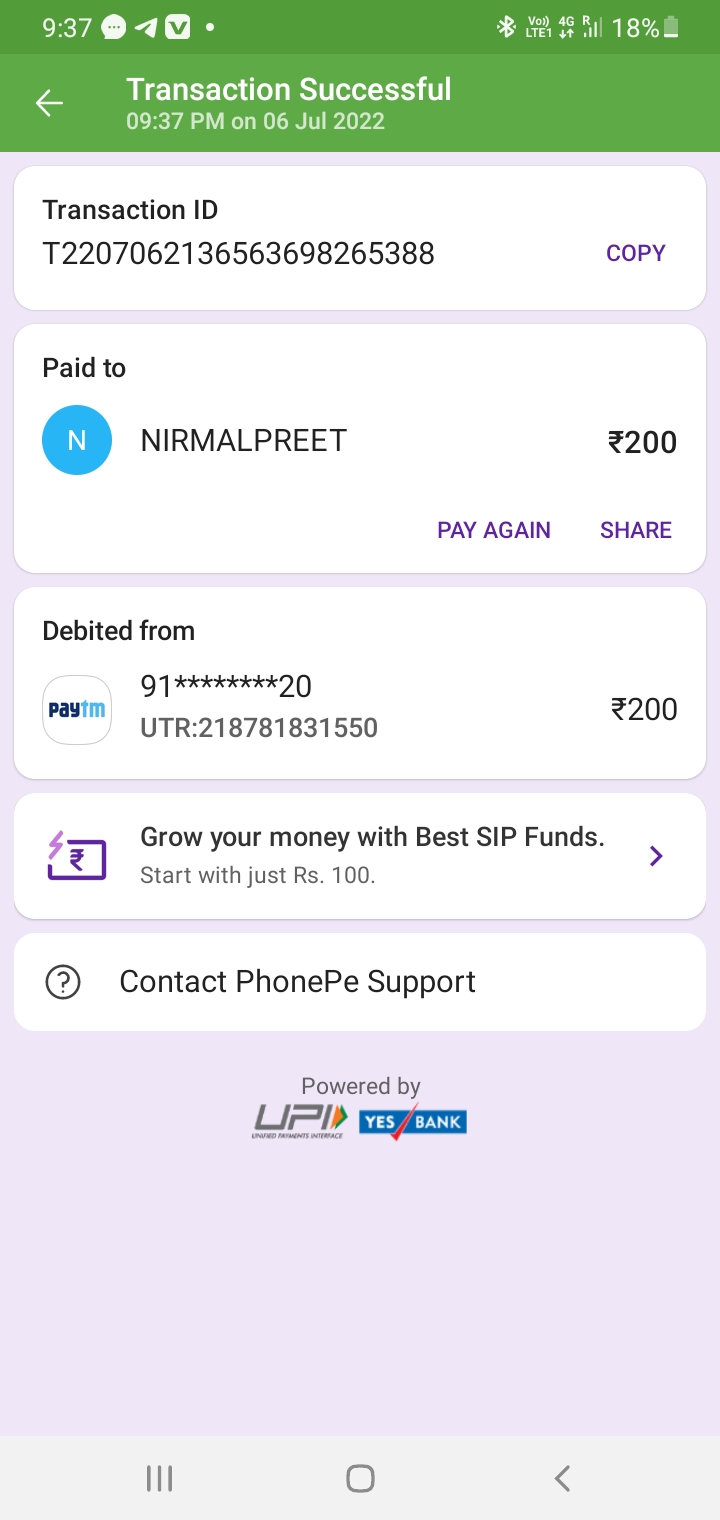 9:37 VoI) 4G R 18%
LTE1
Transaction Successful
09:37 PM on 06 Jul 2022
Transaction ID
T2207062136563698265388 COPY
Paid to
N NIRMALPREET ₹200
PAY AGAIN SHARE
Debited from
paytm 91********20 ₹200
UTR:218781831550
Grow your money with Best SIP Funds.
Start with just Rs. 100.
Contact PhonePe Support
Powered by
UPI YES BANK
UNIFIED PAYMENTS INTERFACE